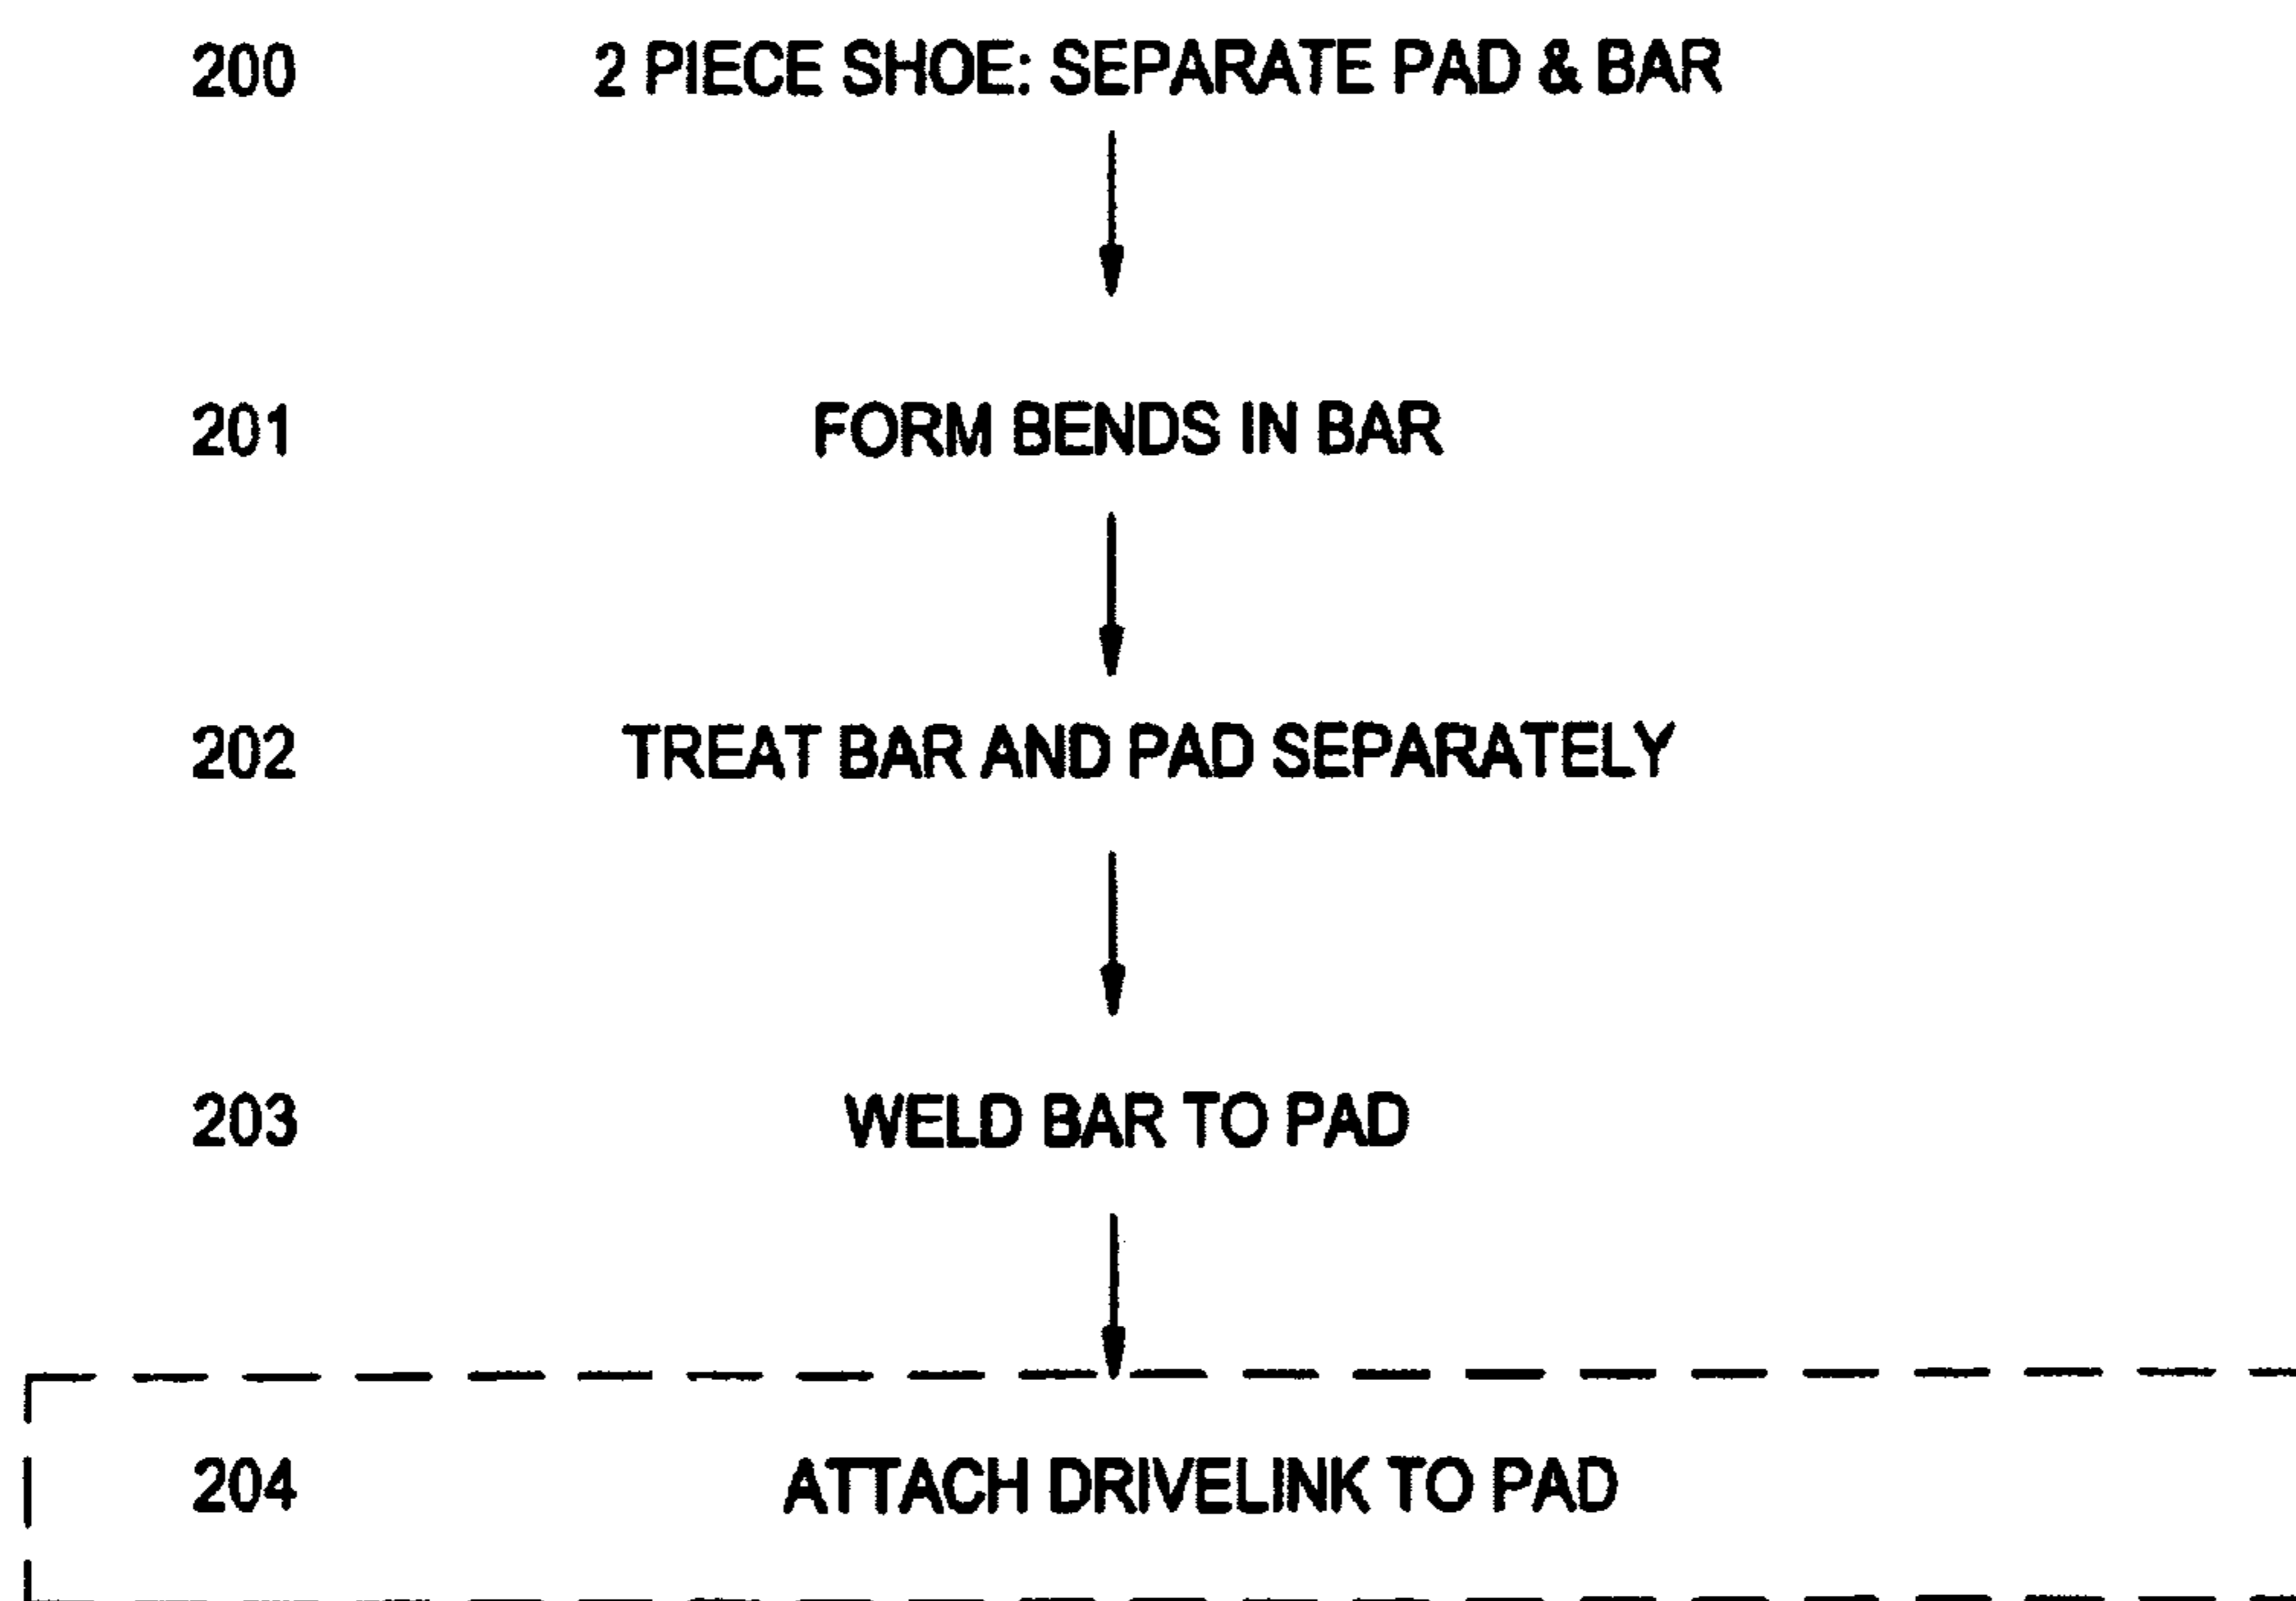 200 2 PIECE SHOE: SEPARATE PAD & BAR
201 FORM BENDS IN BAR
202 TREAT BAR AND PAD SEPARATELY
203 WELD BAR TO PAD
204 ATTACH DRIVELINK TO PAD